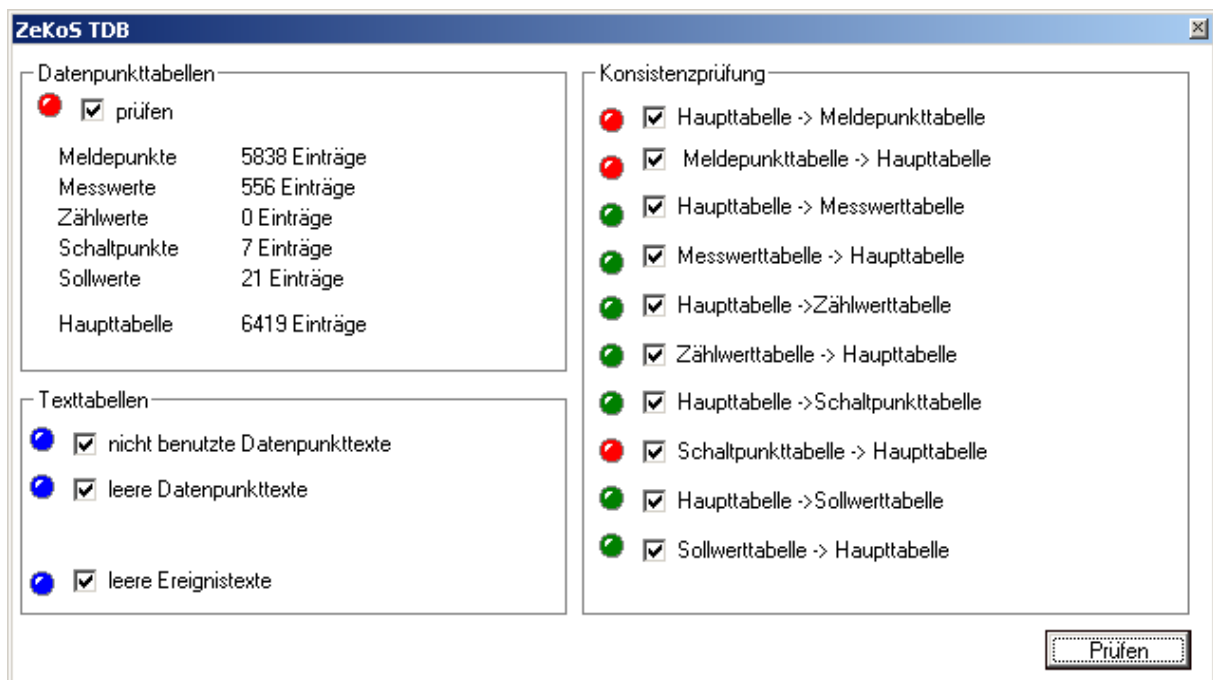 ZeKoS TDB
Datenpunkttabellen
prüfen
Meldepunkte 5838 Einträge
Messwerte 556 Einträge
Zählwerte 0 Einträge
Schaltpunkte 7 Einträge
Sollwerte 21 Einträge
Haupttabelle 6419 Einträge
Texttabellen
nicht benutzte Datenpunkttexte
leere Datenpunkttexte
leere Ereignistexte
Konsistenzprüfung
Haupttabelle -> Meldepunkttabelle
Meldepunkttabelle -> Haupttabelle
Haupttabelle -> Messwerttabelle
Messwerttabelle -> Haupttabelle
Haupttabelle ->Zählwerttabelle
Zählwerttabelle -> Haupttabelle
Haupttabelle ->Schaltpunkttabelle
Schaltpunkttabelle -> Haupttabelle
Haupttabelle ->Sollwerttabelle
Sollwerttabelle -> Haupttabelle
Prüfen